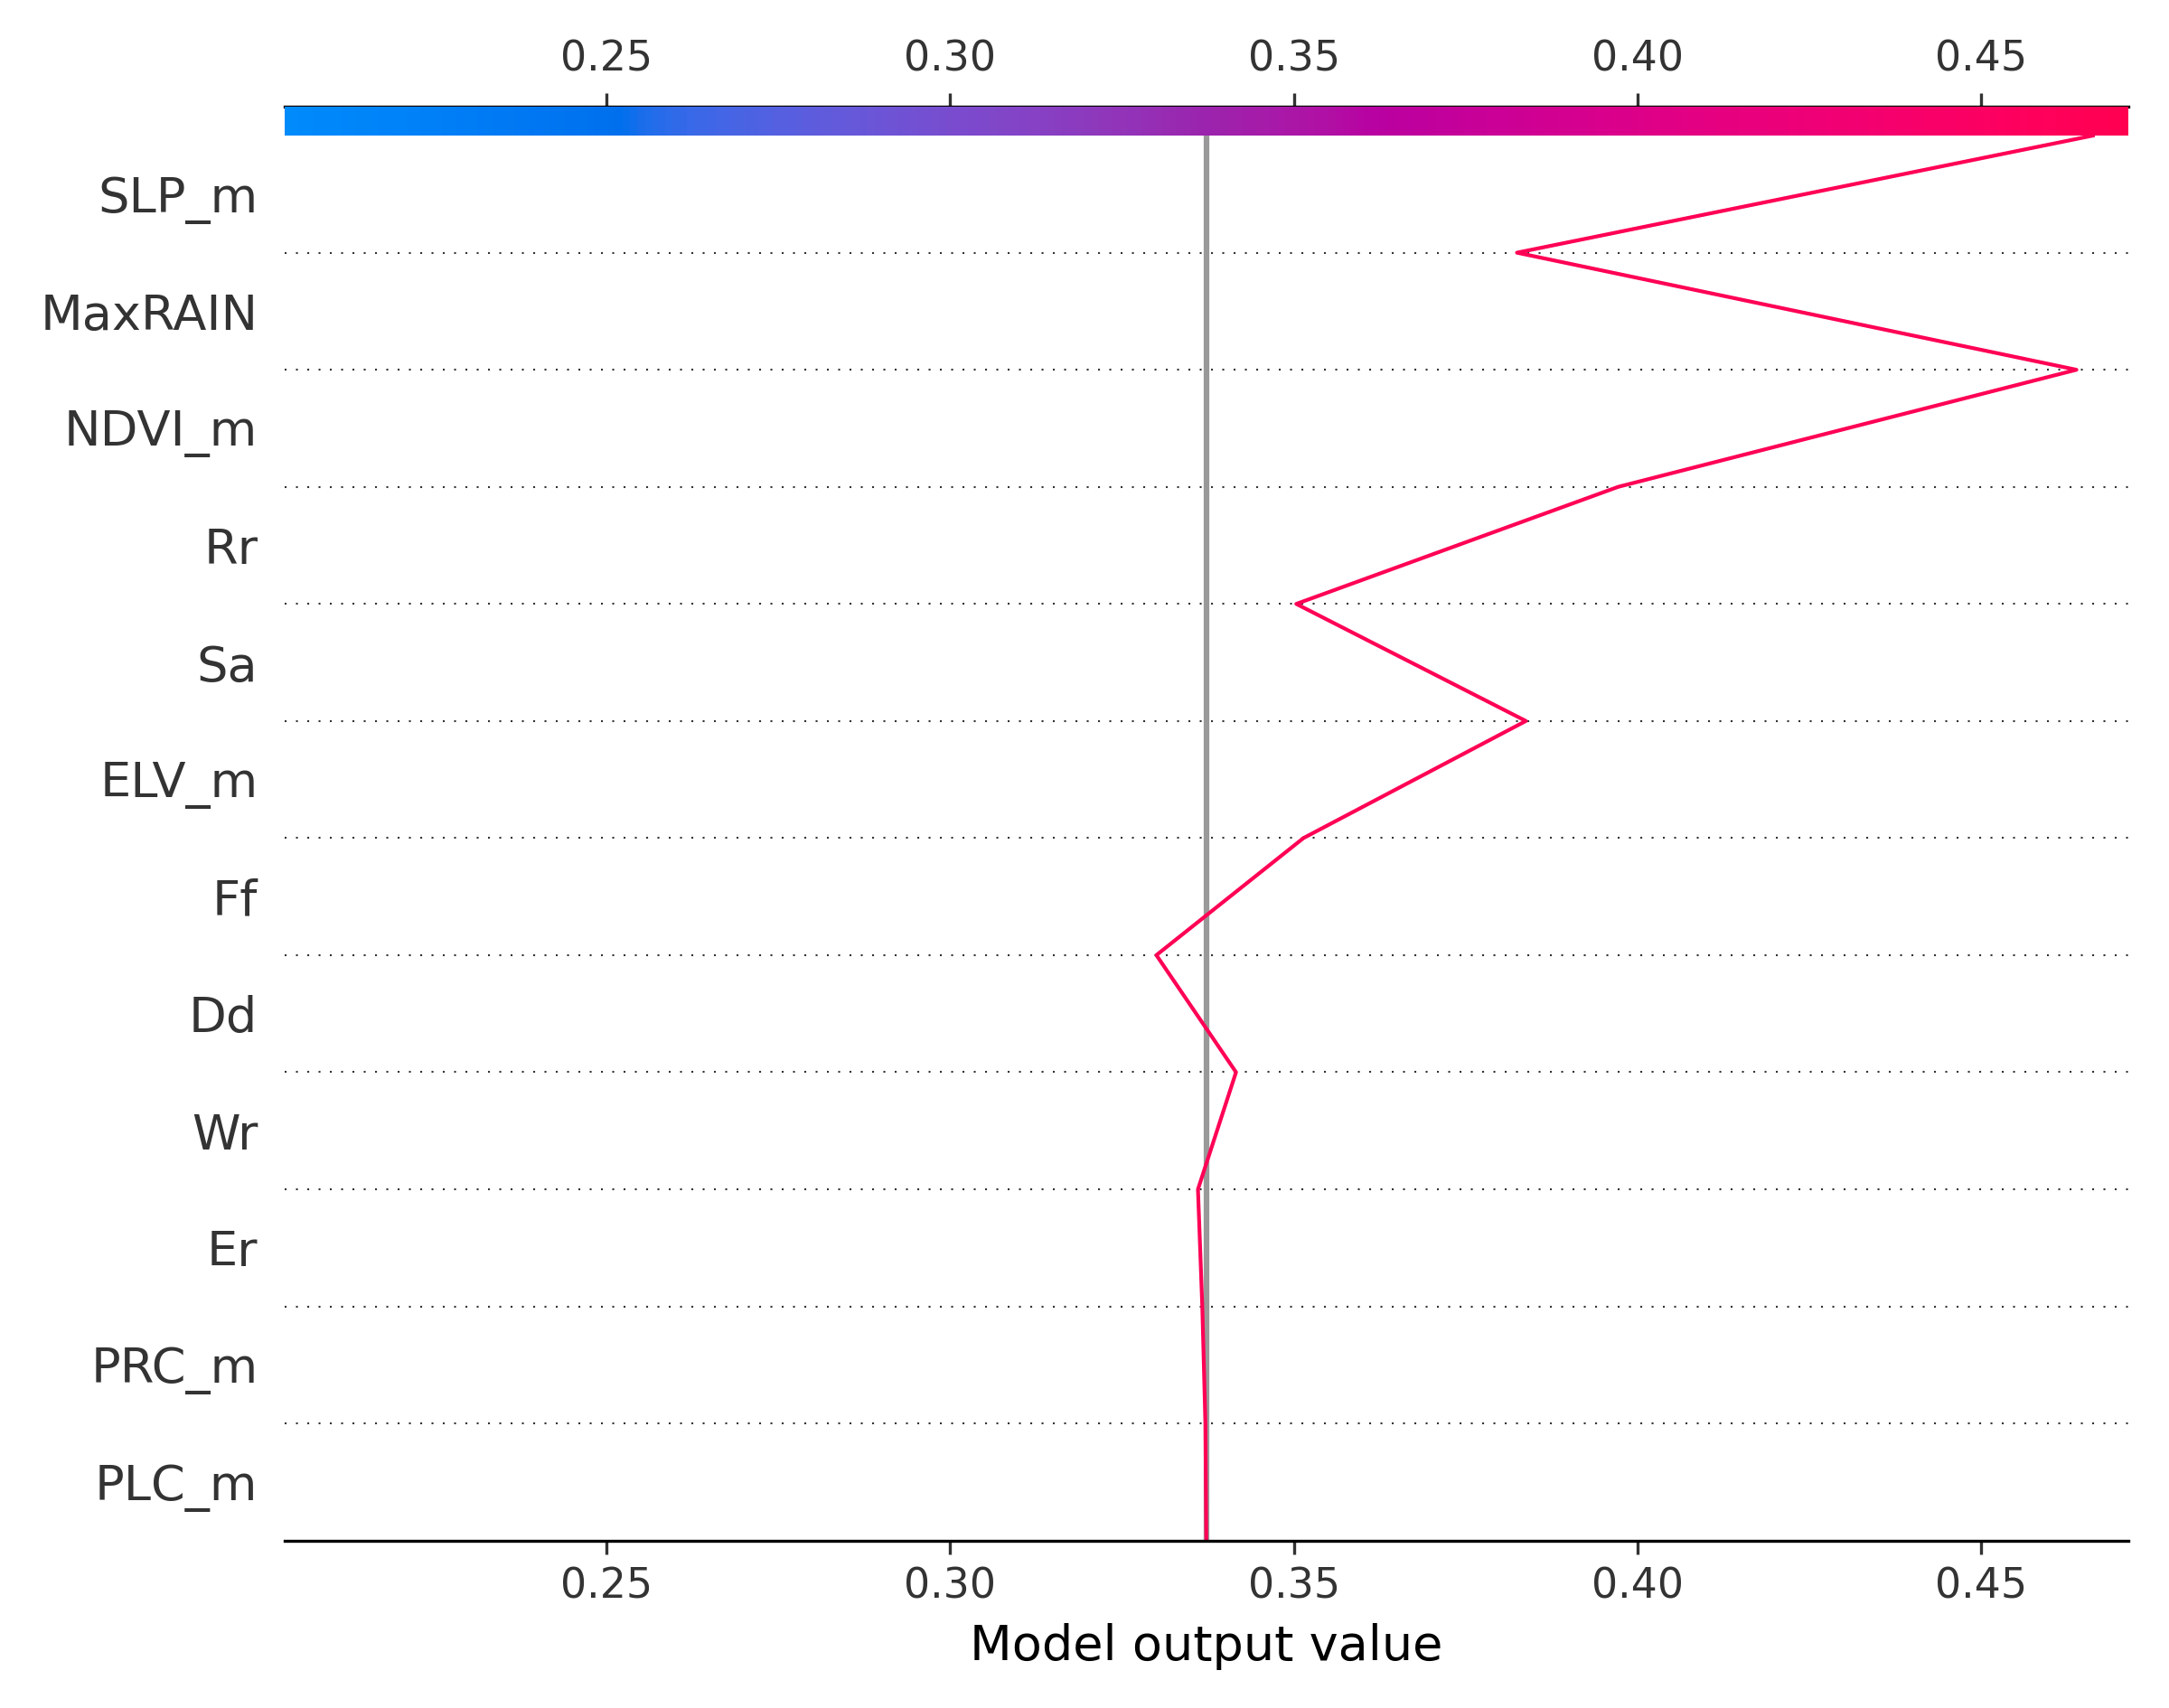 0.25 0.30 0.35 0.40 0.45
SLP_m
MaxRAIN
NDVI_m
Rr
Sa
ELV_m
Ff
Dd
Wr
Er
PRC_m
PLC_m
0.25 0.30 0.35 0.40 0.45
Model output value